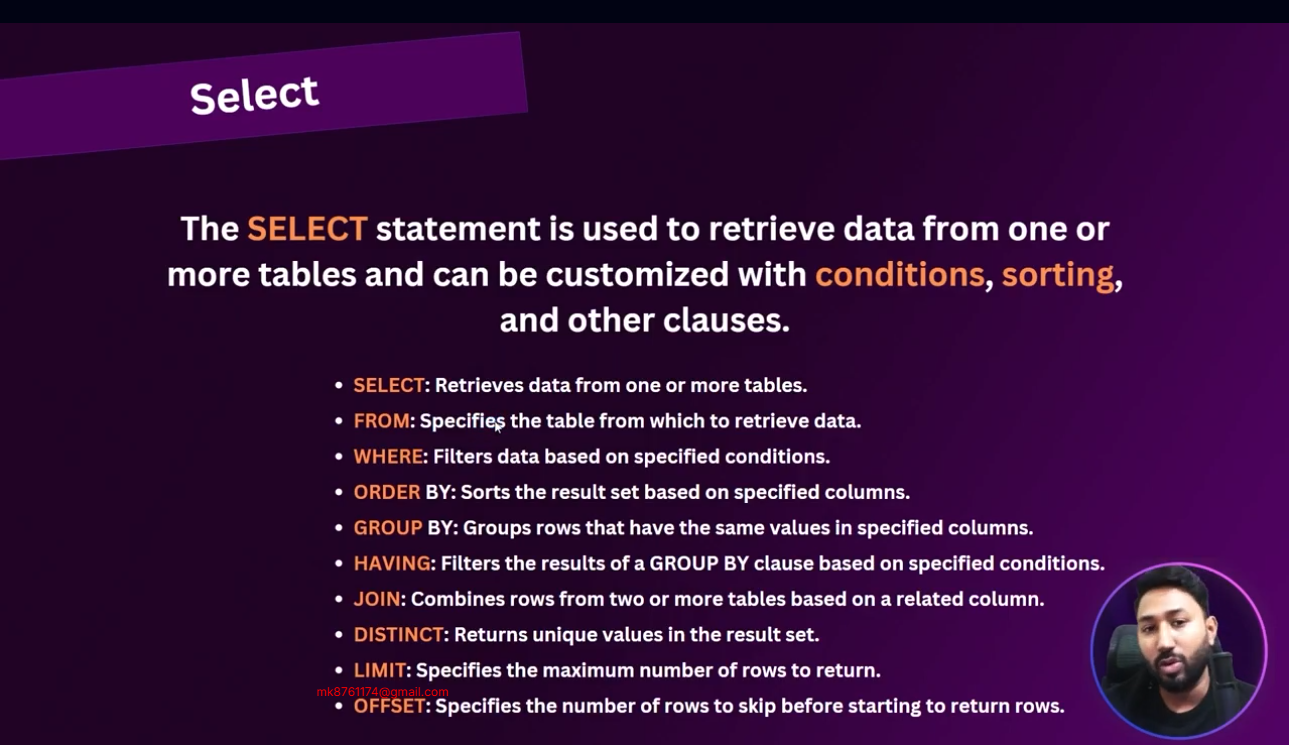 Select
The SELECT statement is used to retrieve data from one or
more tables and can be customized with conditions, sorting,
and other clauses.
• SELECT: Retrieves data from one or more tables.
• FROM: Specifies the table from which to retrieve data.
• WHERE: Filters data based on specified conditions.
• ORDER BY: Sorts the result set based on specified columns.
• GROUP BY: Groups rows that have the same values in specified columns.
• HAVING: Filters the results of a GROUP BY clause based on specified conditions.
• JOIN: Combines rows from two or more tables based on a related column.
• DISTINCT: Returns unique values in the result set.
• LIMIT: Specifies the maximum number of rows to return.
mk8761174@gmail.com
• OFFSET: Specifies the number of rows to skip before starting to return rows.